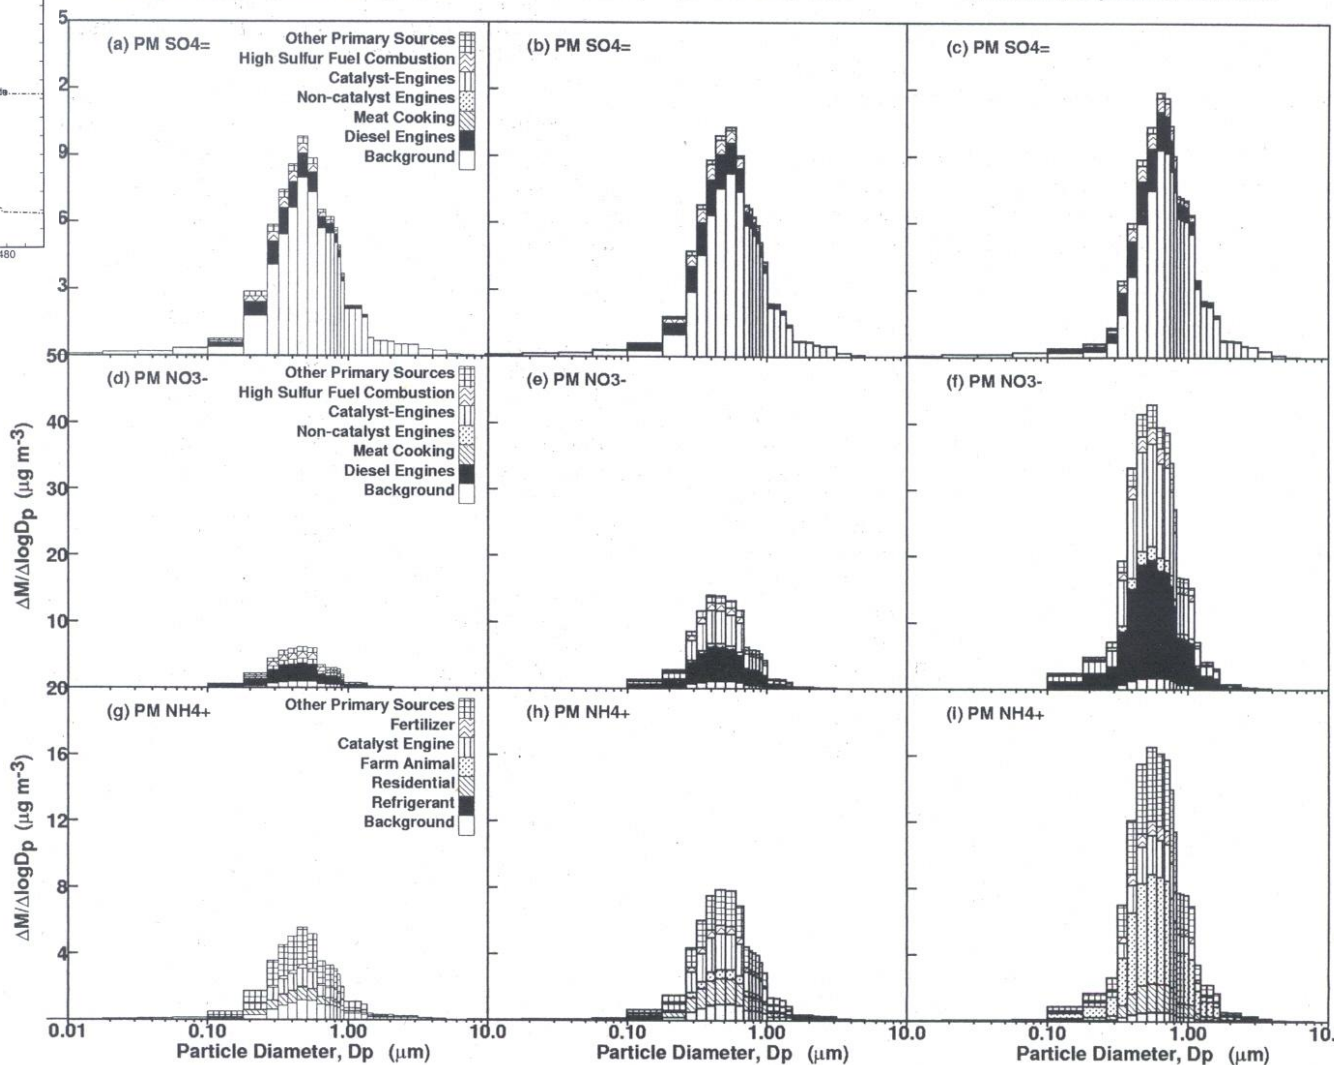 5
(a) PM SO4=
Other Primary Sources
High Sulfur Fuel Combustion
Catalyst-Engines
Non-catalyst Engines
Meat Cooking
Diesel Engines
Background
2
9
6
3
480
(b) PM SO4=
(c) PM SO4=
50
(d) PM NO3-
Other Primary Sources
High Sulfur Fuel Combustion
Catalyst-Engines
Non-catalyst Engines
Meat Cooking
Diesel Engines
Background
40
30
20
10
ΔM/ΔlogDp (μg m-3)
(e) PM NO3-
(f) PM NO3-
20
(g) PM NH4+
Other Primary Sources
Fertilizer
Catalyst Engine
Farm Animal
Residential
Refrigerant
Background
16
12
8
4
ΔM/ΔlogDp (μg m-3)
(h) PM NH4+
(i) PM NH4+
0.01 0.10 1.00 10.0 0.10 1.00 10.0 0.10 1.00 10.
Particle Diameter, Dp (μm) Particle Diameter, Dp (μm) Particle Diameter, Dp (μm)